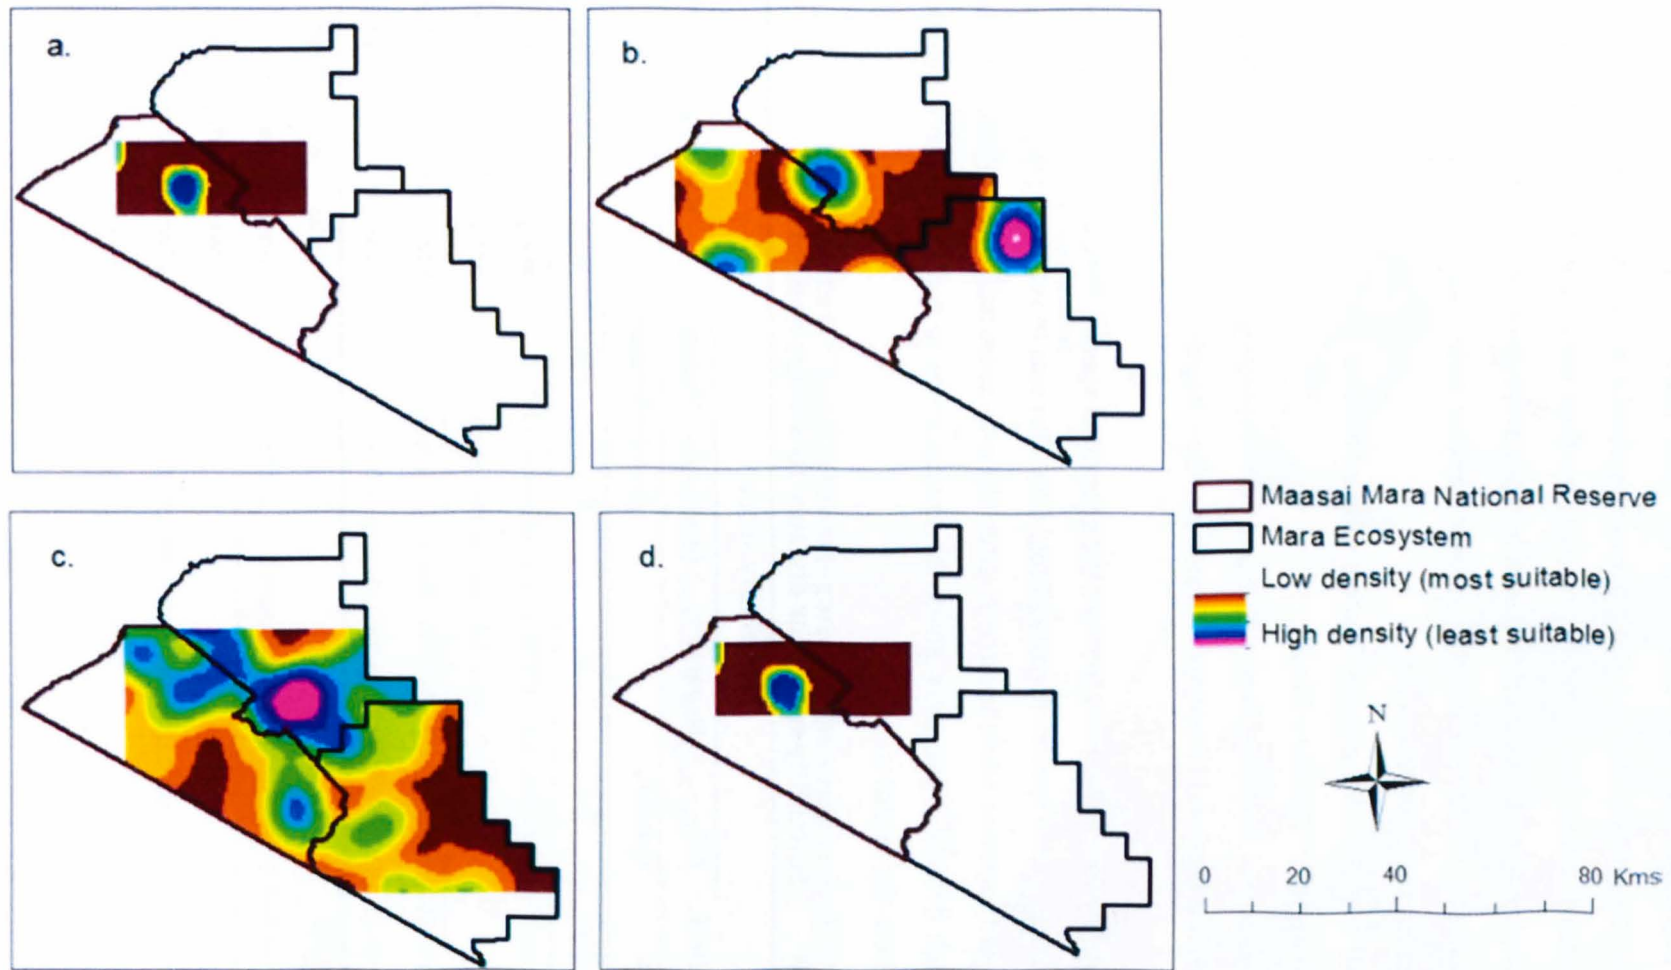 a.
b.
c.
d.
Maasai Mara National Reserve
Mara Ecosystem
Low density (most suitable)
High density (least suitable)
N
0 20 40 80 Kms